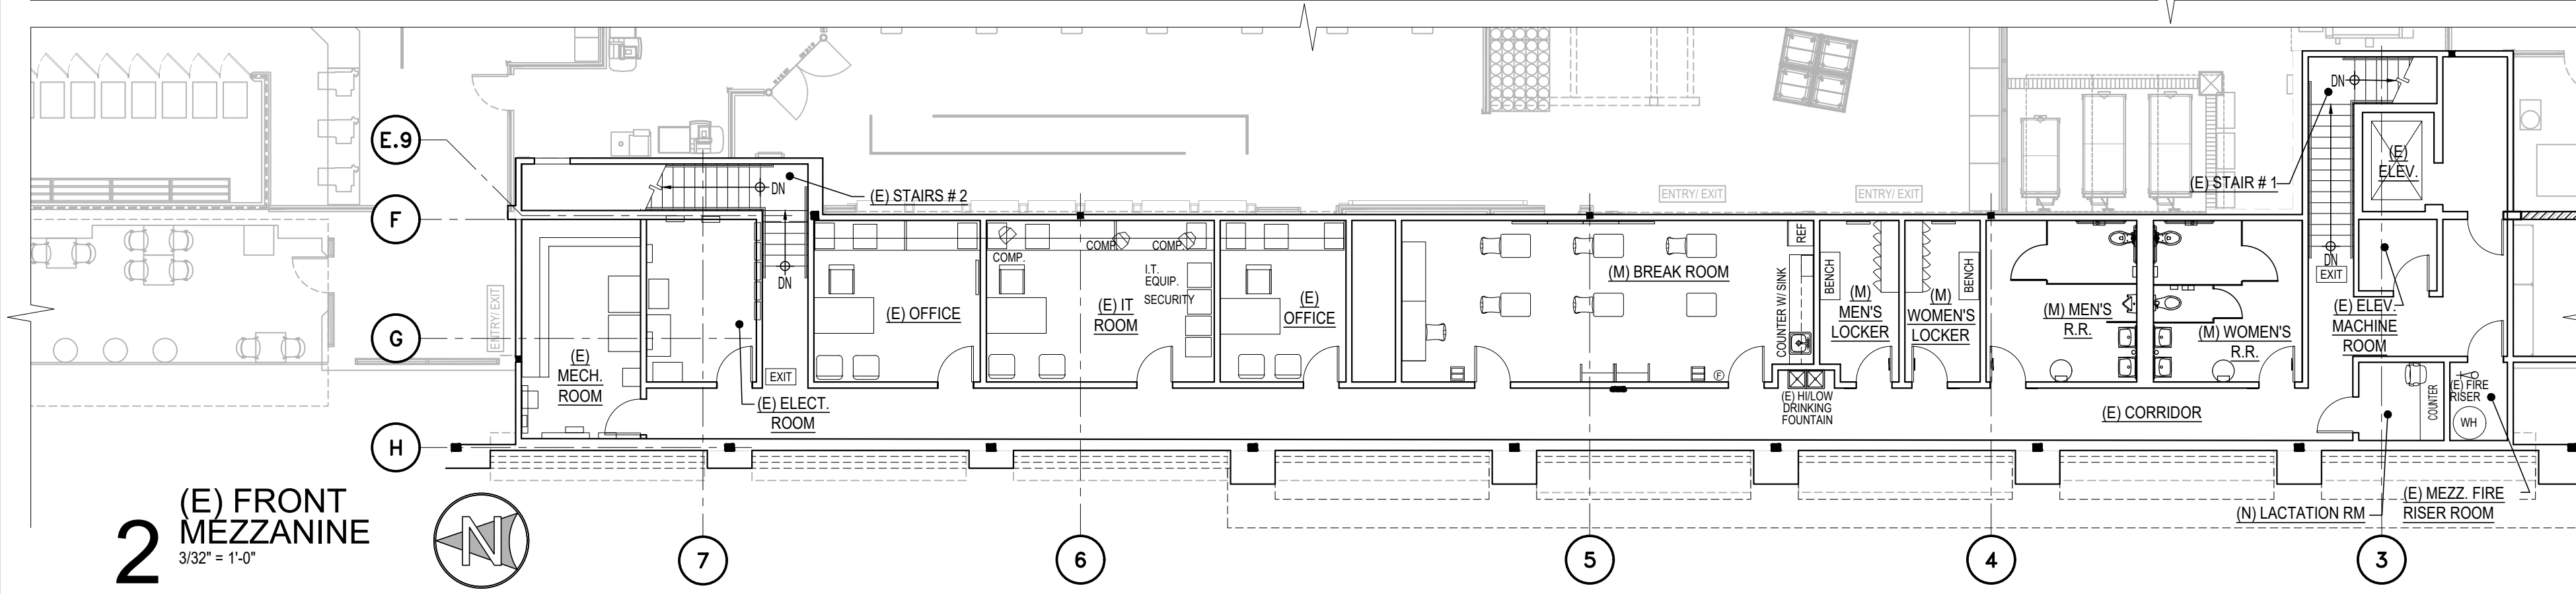 DN
E.9
(E)
ELEV.
DN
(E) STAIRS # 2
ENTRY/ EXIT
ENTRY/ EXIT
(E) STAIR # 1
F
COMP.
COMP.
COMP.
REF
DN
DN
EXIT
I.T.
EQUIP.
SECURITY
(M) BREAK ROOM
BENCH
BENCH
ENTRY/ EXIT
(E) OFFICE
(E) IT
ROOM
(E)
OFFICE
COUNTER W/ SINK
(M)
MEN'S
LOCKER
(M)
WOMEN'S
LOCKER
(M) MEN'S
R.R.
(M) WOMEN'S
R.R.
(E) ELEV.
MACHINE
ROOM
G
(E)
MECH.
ROOM
EXIT
F
(E) ELECT.
ROOM
(E) HI/LOW
DRINKING
FOUNTAIN
(E) CORRIDOR
COUNTER
(E) FIRE
RISER
WH
H
(E) FRONT
MEZZANINE
2
3/32" = 1'-0"
N
(N) LACTATION RM
(E) MEZZ. FIRE
RISER ROOM
7
6
5
4
3